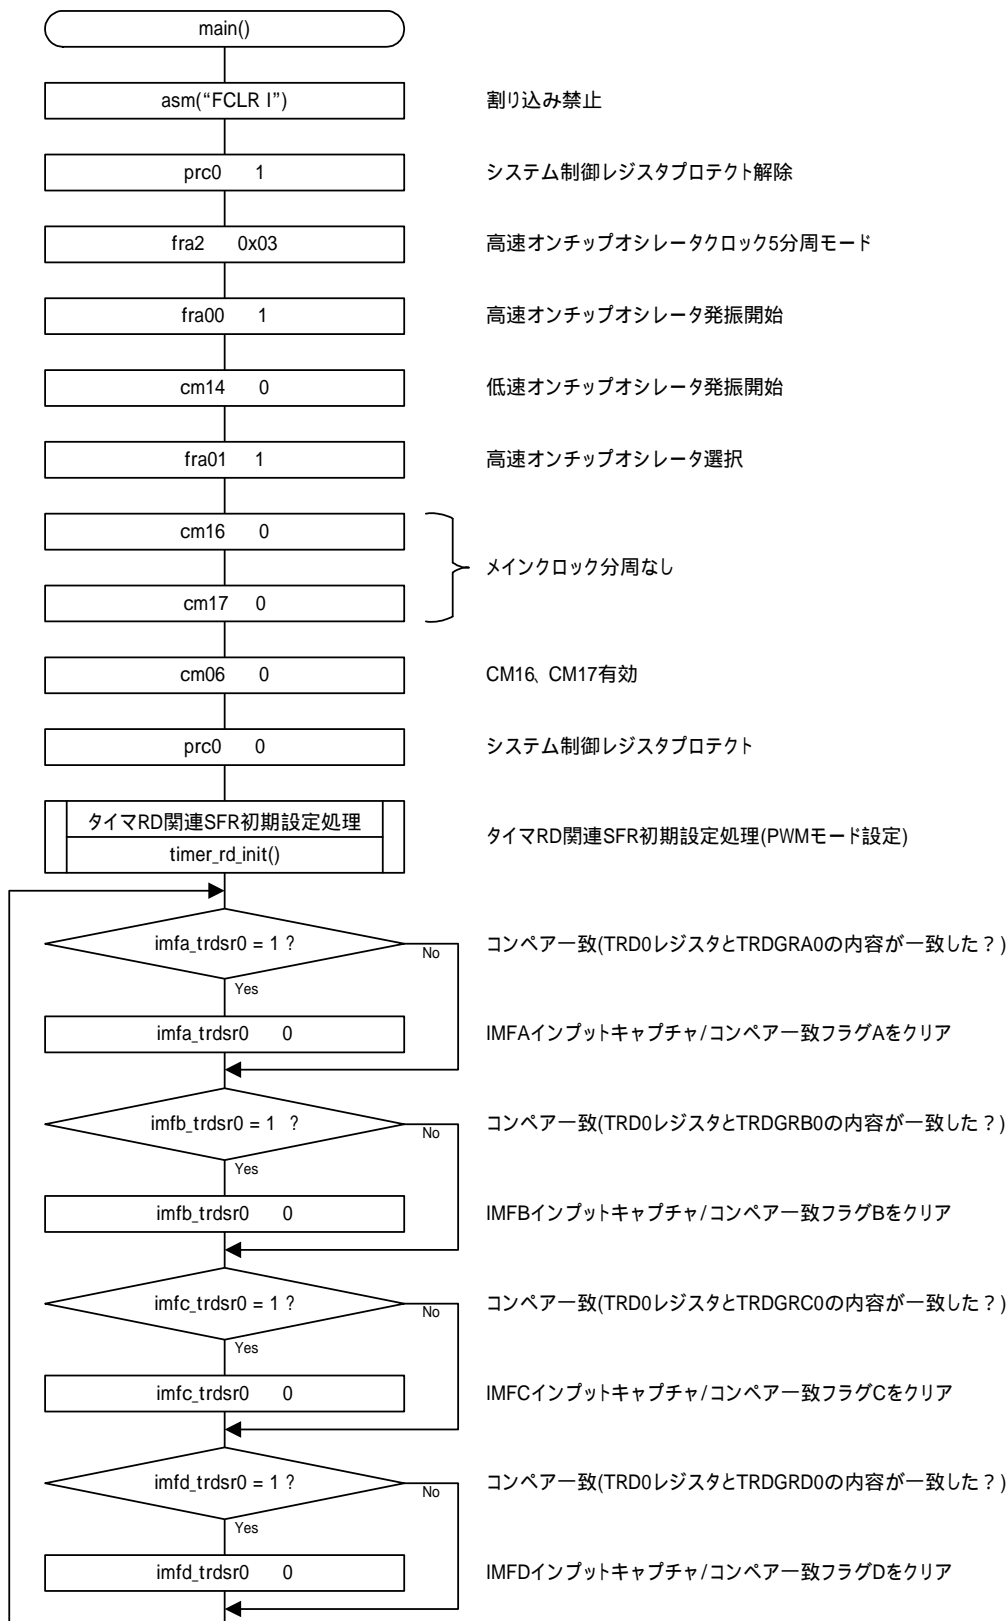 main()
asm(“FCLR I”) 割り込み禁止
prc0 1 システム制御レジスタプロテクト解除
fra2 0x03 高速オンチップオシレータクロック5分周モード
fra00 1 高速オンチップオシレータ発振開始
cm14 0 低速オンチップオシレータ発振開始
fra01 1 高速オンチップオシレータ選択
cm16 0
メインクロック分周なし
cm17 0
cm06 0 CM16、CM17有効
prc0 0 システム制御レジスタプロテクト
タイマRD関連SFR初期設定処理
timer_rd_init()
タイマRD関連SFR初期設定処理(PWMモード設定)
imfa_trdsr0 = 1 ? コンペア一致(TRD0レジスタとTRDGRA0の内容が一致した?)
No
Yes
imfa_trdsr0 0 IMFAインプットキャプチャ/コンペア一致フラグAをクリア
imfb_trdsr0 = 1 ? コンペア一致(TRD0レジスタとTRDGRB0の内容が一致した?)
No
Yes
imfb_trdsr0 0 IMFBインプットキャプチャ/コンペア一致フラグBをクリア
imfc_trdsr0 = 1 ? コンペア一致(TRD0レジスタとTRDGRC0の内容が一致した?)
No
Yes
imfc_trdsr0 0 IMFCインプットキャプチャ/コンペア一致フラグCをクリア
imfd_trdsr0 = 1 ? コンペア一致(TRD0レジスタとTRDGRD0の内容が一致した?)
No
Yes
imfd_trdsr0 0 IMFDインプットキャプチャ/コンペア一致フラグDをクリア